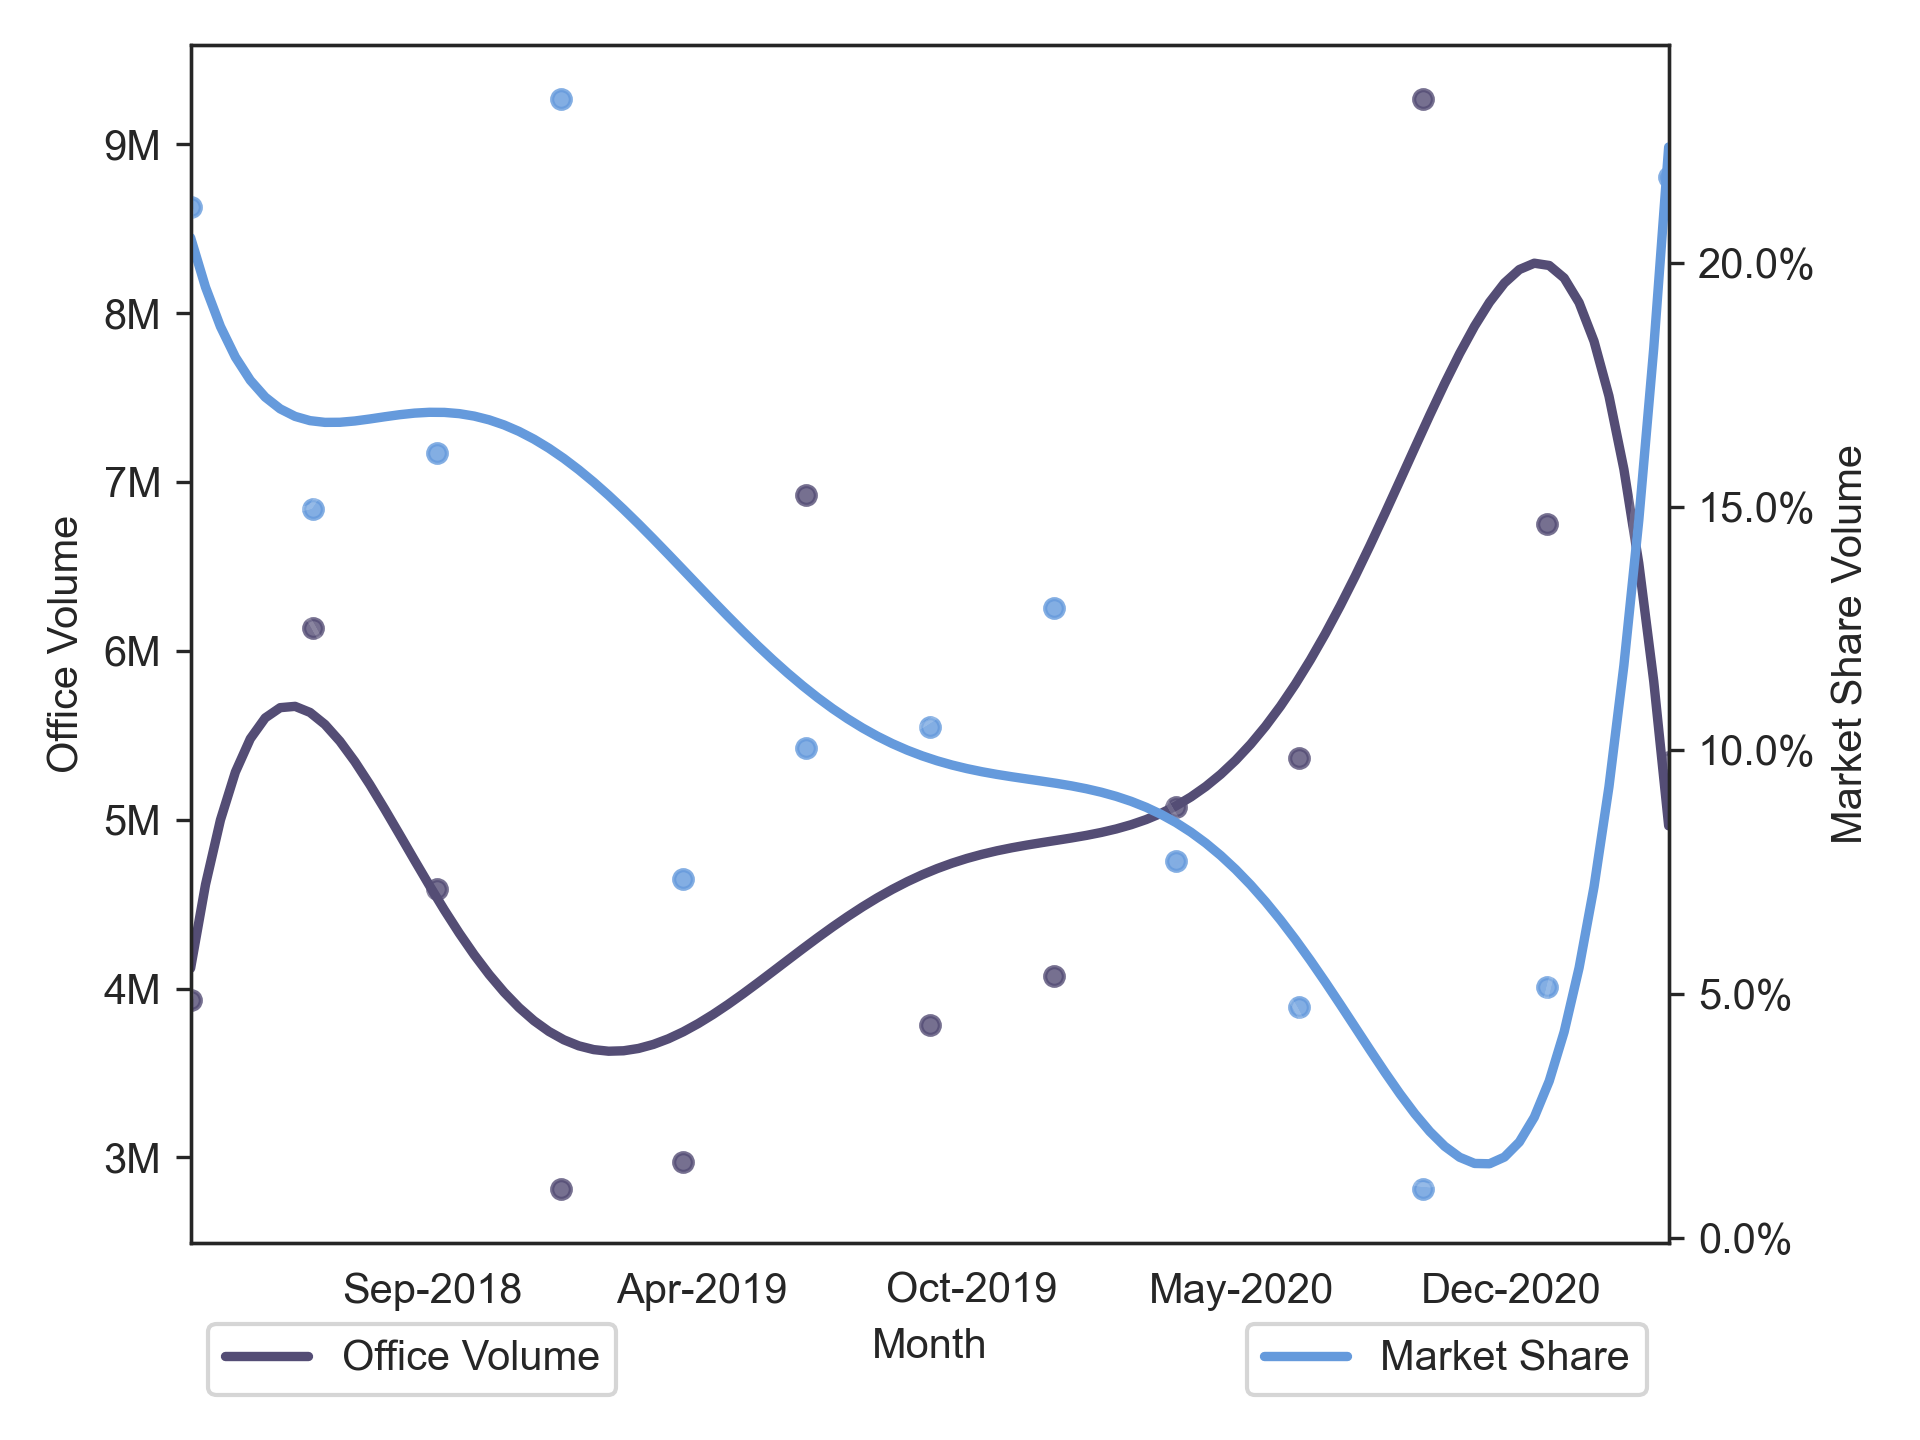 9M
8M
7M
6M
5M
4M
3M
Office Volume
20.0%
15.0%
10.0%
5.0%
0.0%
Market Share Volume
Sep-2018 Apr-2019 Oct-2019 May-2020 Dec-2020
Month
Office Volume
Market Share